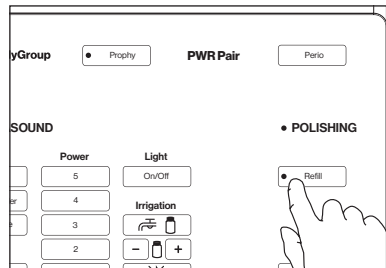 yGroup • Prophy PWR Pair Perio
SOUND • POLISHING
Power Light
5 On/Off • Refill
4 Irrigation
3
2 - +